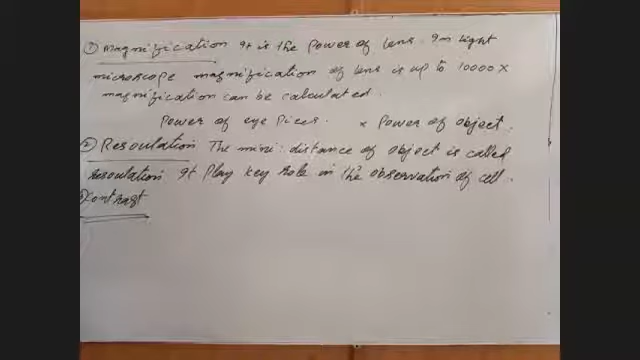 ① Magnification It is the Power of lens. In light
microscope magnification of lens is up to 10000 X
magnification can be calculated.
Power of eye Pieces. × Power of object.
② Resoulation The mini: distance of object is called
resoulation It Play key role in the observation of cell.
③ Contrast